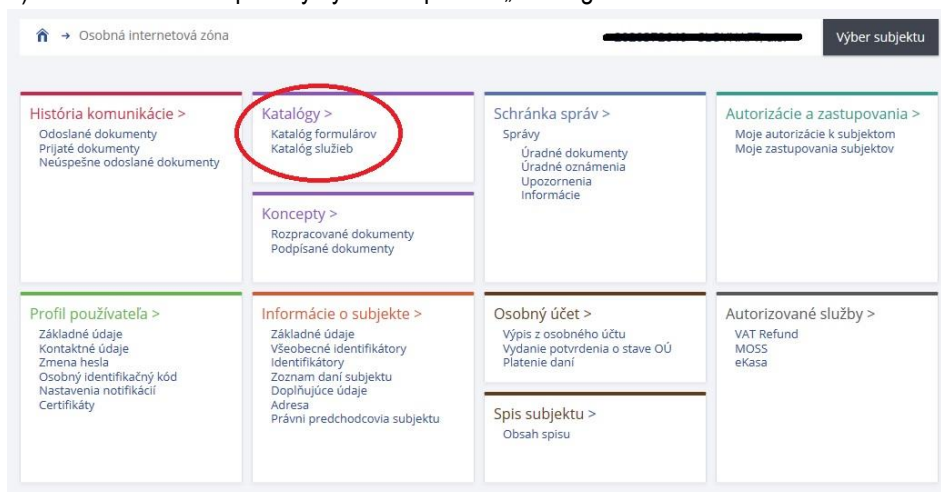 Osobná internetová zóna
Výber subjektu
História komunikácie >
Odoslané dokumenty
Prijaté dokumenty
Neúspešne odoslané dokumenty
Katalógy >
Katalóg formulárov
Katalóg služieb
Koncepty >
Rozpracované dokumenty
Podpísané dokumenty
Schránka správ >
Správy
Úradné dokumenty
Úradné oznámenia
Upozornenia
Informácie
Autorizácie a zastupovania >
Moje autorizácie k subjektom
Moje zastupovania subjektov
Profil používateľa >
Základné údaje
Kontaktné údaje
Zmena hesla
Osobný identifikačný kód
Nastavenia notifikácií
Certifikáty
Informácie o subjekte >
Základné údaje
Všeobecné identifikátory
Identifikátory
Zoznam daní subjektu
Doplňujúce údaje
Adresa
Právni predchodcovia subjektu
Osobný účet >
Výpis z osobného účtu
Vydanie potvrdenia o stave OÚ
Platenie daní
Spis subjektu >
Obsah spisu
Autorizované služby >
VAT Refund
MOSS
eKasa